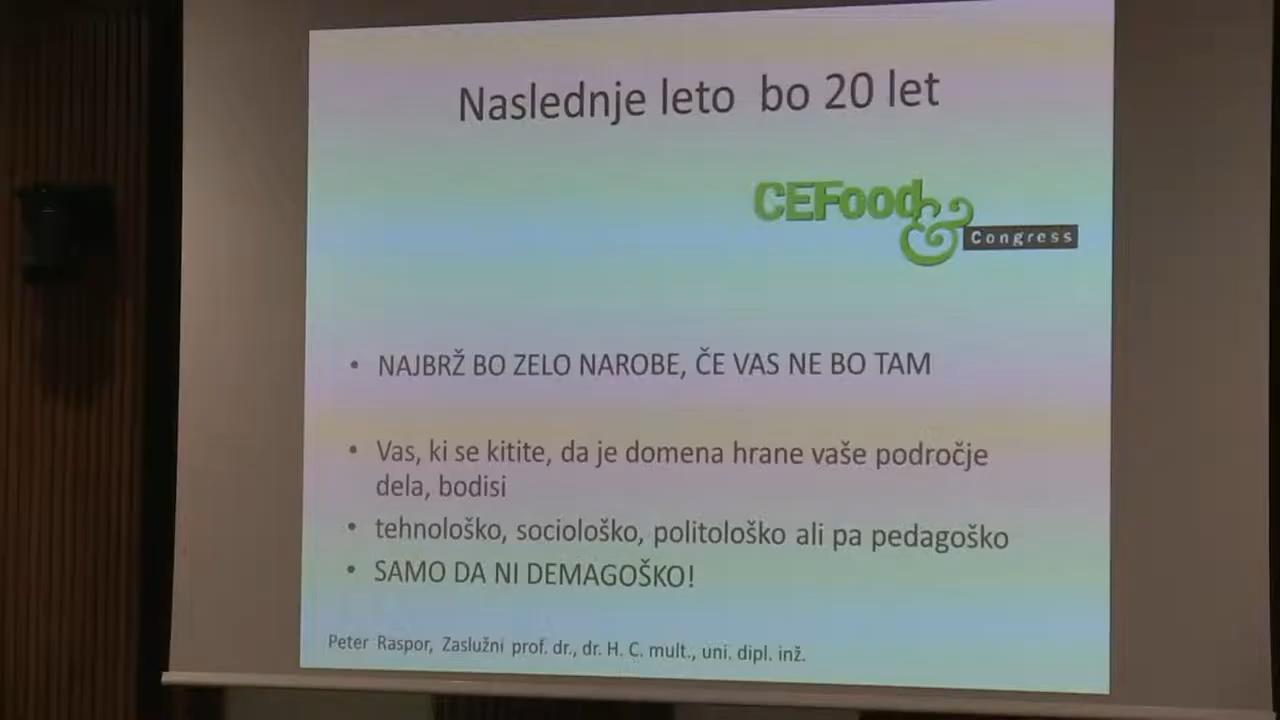 Naslednje leto bo 20 let
CEFood &
Congress
• NAJBRŽ BO ZELO NAROBE, ČE VAS NE BO TAM
• Vas, ki se kitite, da je domena hrane vaše področje
dela, bodisi
• tehnološko, sociološko, politološko ali pa pedagoško
• SAMO DA NI DEMAGOŠKO!
Peter Raspor, Zaslužni prof. dr., dr. H. C. mult., uni. dipl. inž.